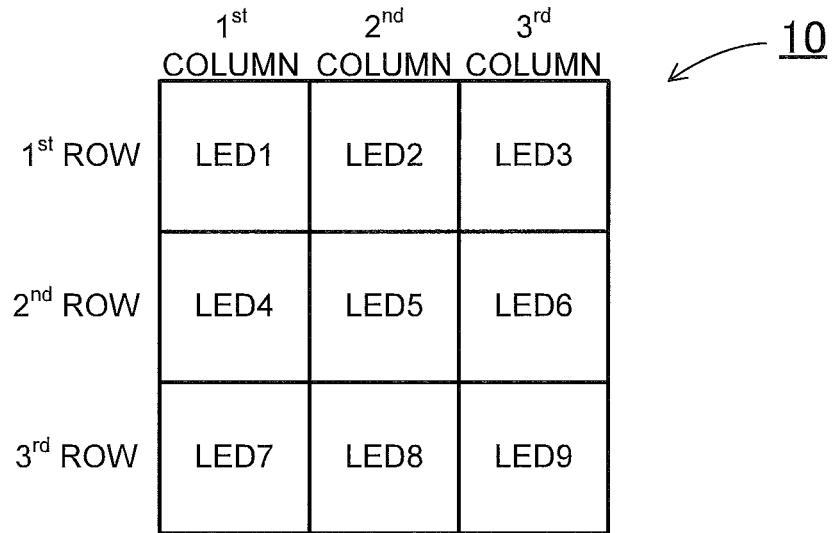 1st 2nd 3rd
COLUMN COLUMN COLUMN
10
1st ROW LED1 LED2 LED3
2nd ROW LED4 LED5 LED6
3rd ROW LED7 LED8 LED9